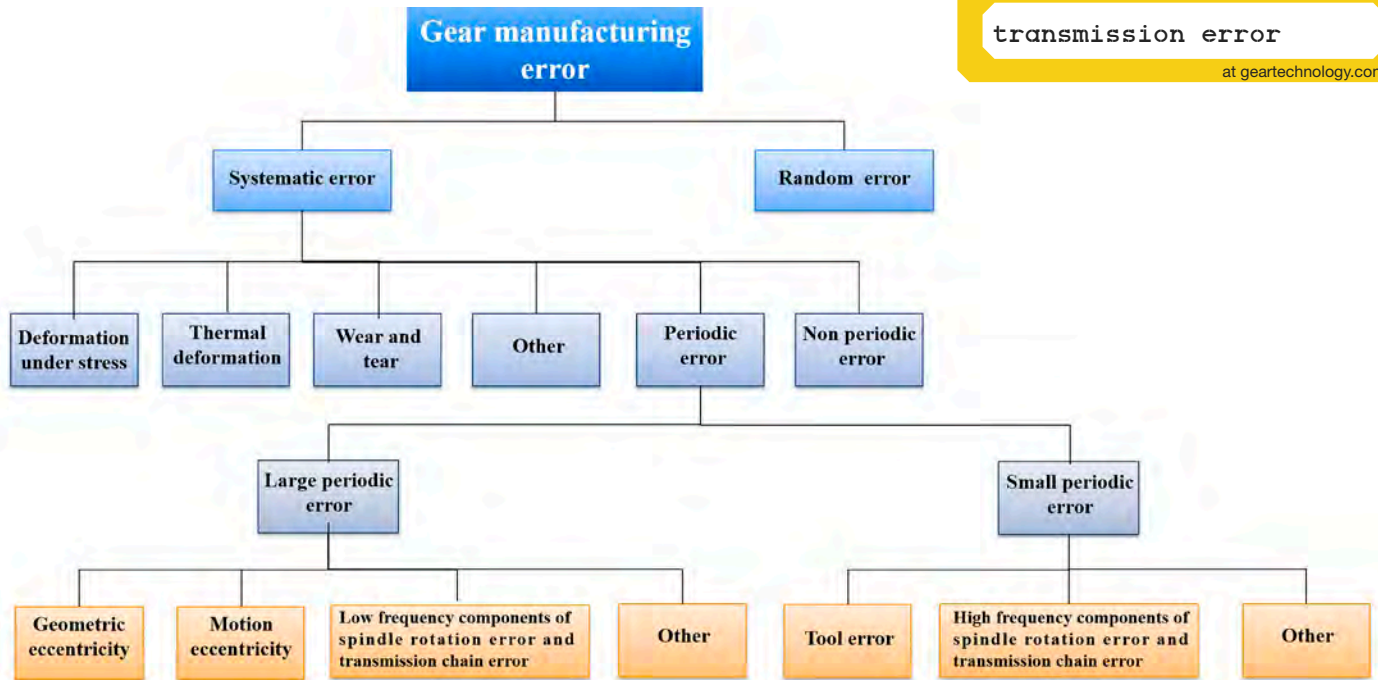 transmission error
at geartechnology.com
Gear manufacturing
error
Systematic error
Random error
Deformation
under stress
Thermal
deformation
Wear and
tear
Other
Periodic
error
Non periodic
error
Large periodic
error
Small periodic
error
Geometric
eccentricity
Motion
eccentricity
Low frequency components of
spindle rotation error and
transmission chain error
Other
Tool error
High frequency components of
spindle rotation error and
transmission chain error
Other